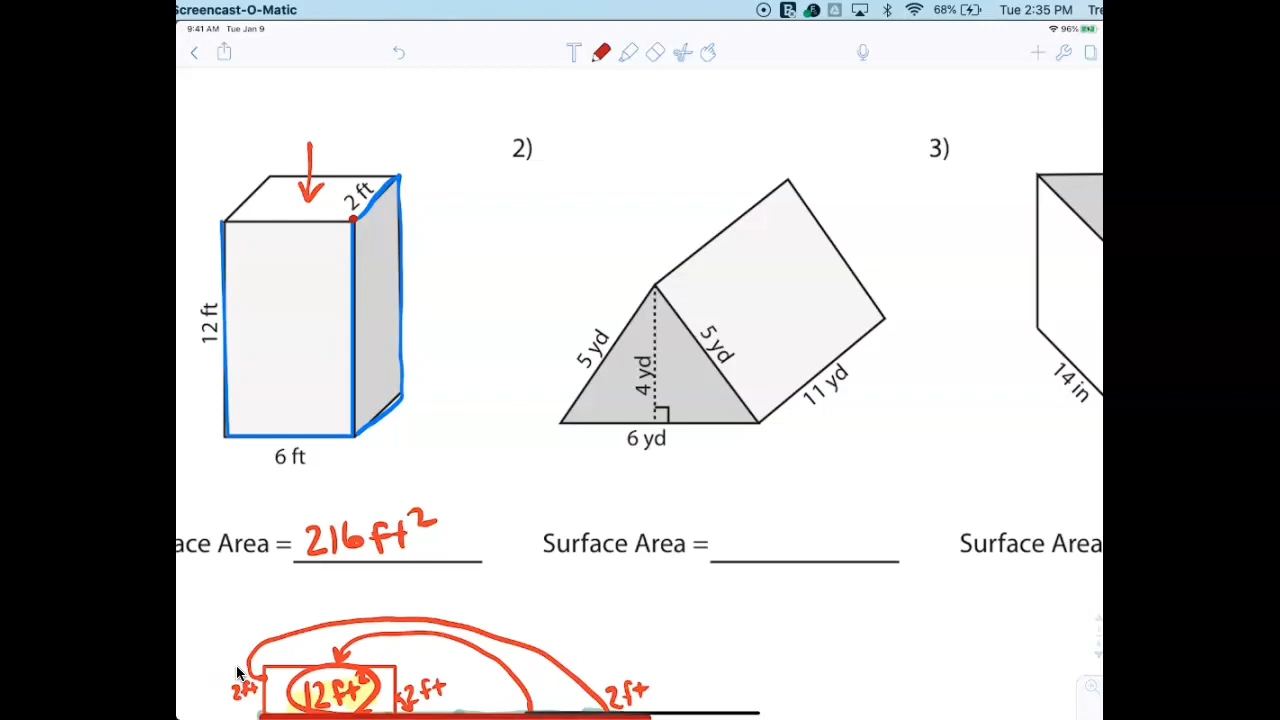 Screencast-O-Matic
68%
Tue 2:35 PM
Tre
9:41 AM Tue Jan 9
96%
T
2)
3)
2 ft
12 ft
6 ft
5 yd
5 yd
4 yd
6 yd
11 yd
14 in
ace Area = 216 ft²
Surface Area =
Surface Area
2ft
12ft²
2ft
2ft